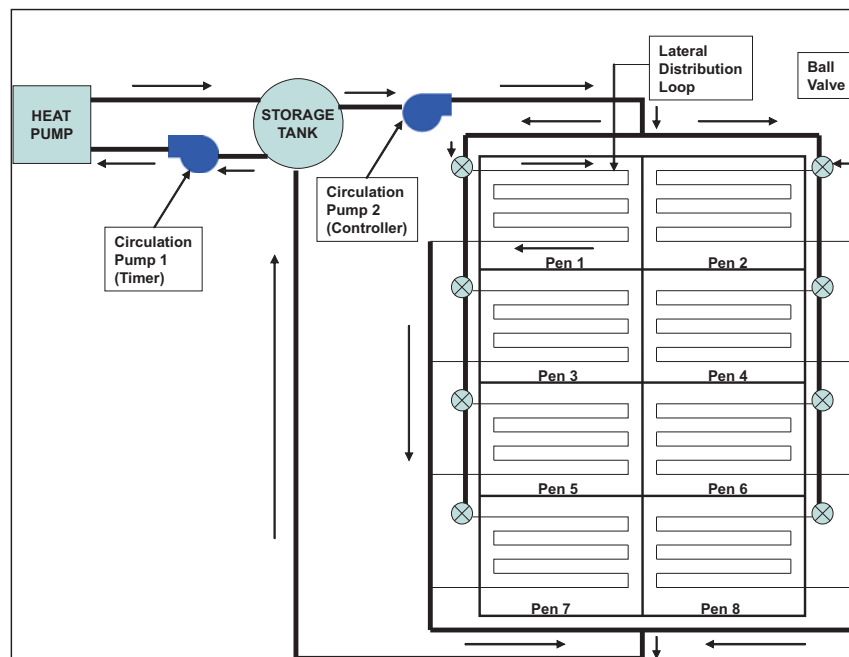 Lateral
Distribution
Loop
Ball
Valve
HEAT
PUMP
STORAGE
TANK
Circulation
Pump 2
(Controller)
Circulation
Pump 1
(Timer)
Pen 1
Pen 2
Pen 3
Pen 4
Pen 5
Pen 6
Pen 7
Pen 8